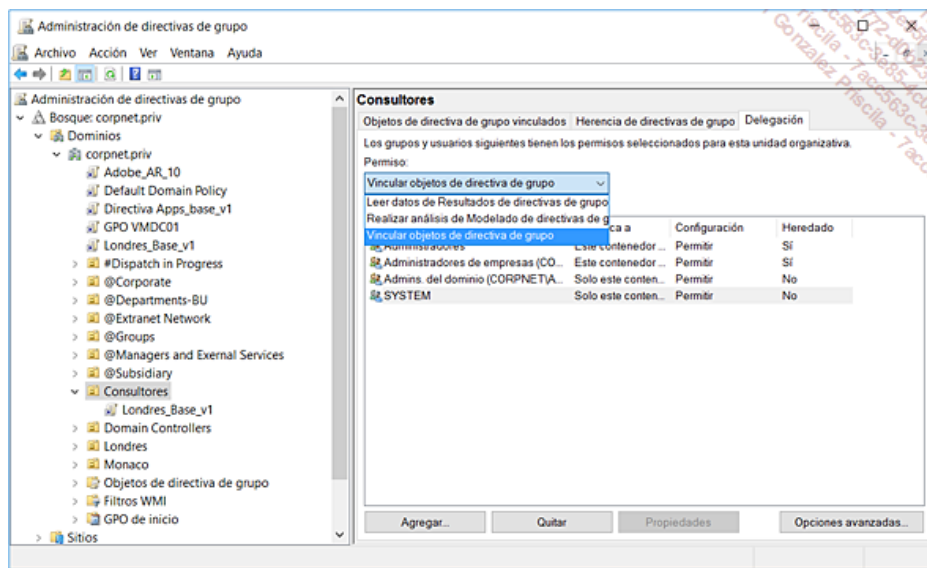 Administración de directivas de grupo
Archivo Acción Ver Ventana Ayuda
Administración de directivas de grupo
Bosque: corpnet.priv
Dominios
corpnet.priv
Adobe_AR_10
Default Domain Policy
Directiva Apps_base_v1
GPO VMDC01
Londres_Base_v1
#Dispatch in Progress
@Corporate
@Departments-BU
@Extranet Network
@Groups
@Managers and Exernal Services
@Subsidiary
Consultores
Londres_Base_v1
Domain Controllers
Londres
Monaco
Objetos de directiva de grupo
Filtros WMI
GPO de inicio
Sitios
Consultores
Objetos de directiva de grupo vinculados Herencia de directivas de grupo Delegación
Los grupos y usuarios siguientes tienen los permisos seleccionados para esta unidad organizativa.
Permiso:
Vincular objetos de directiva de grupo
Leer datos de Resultados de directivas de grupo
Realizar análisis de Modelado de directivas de g
Vincular objetos de directiva de grupo
ca a Configuración Heredado
Administradores Este contenedor ... Permitir Sí
Administradores de empresas (CO... Este contenedor ... Permitir Sí
Admins. del dominio (CORPNET\A... Solo este conten... Permitir No
SYSTEM Solo este conten... Permitir No
Agregar... Quitar Propiedades Opciones avanzadas...
Gonzalez Priscila